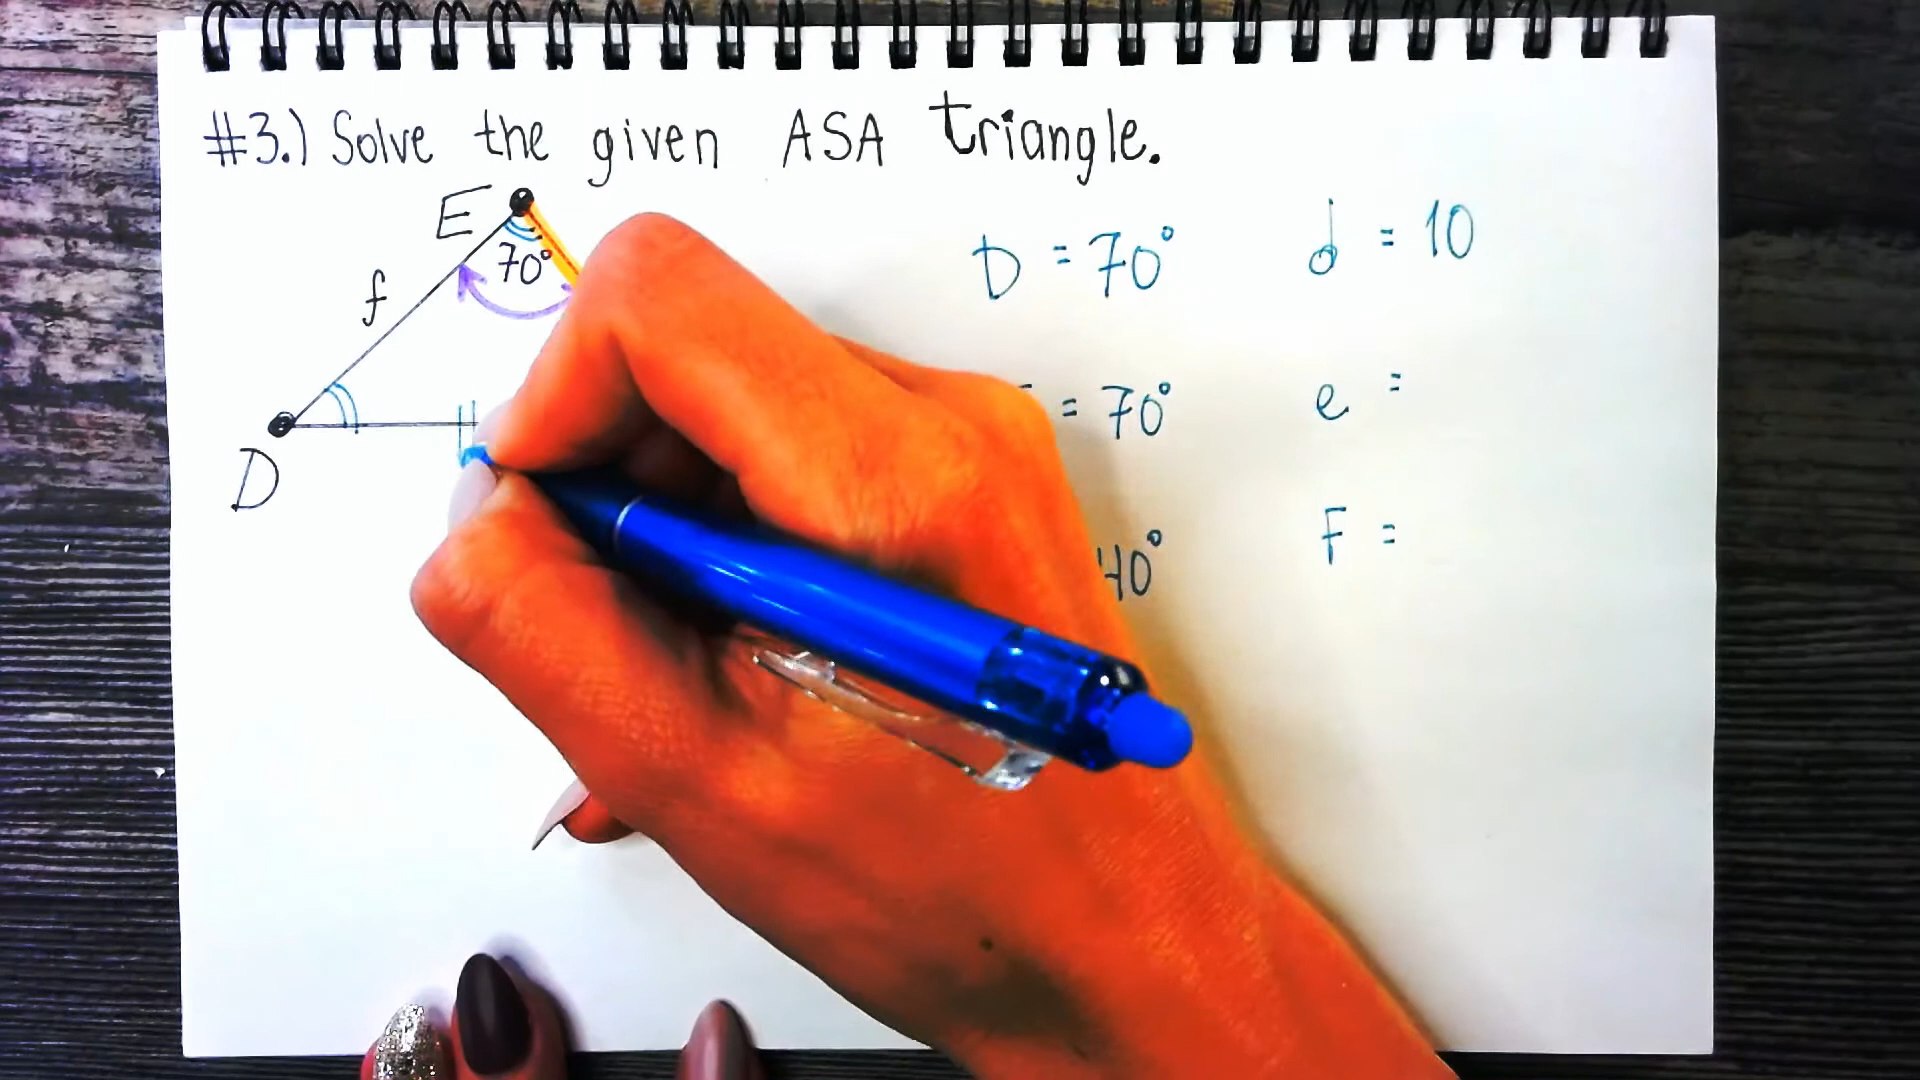 #3.) Solve the given ASA triangle.
E
70°
f
D
D = 70°
d = 10
= 70°
e =
40°
F =